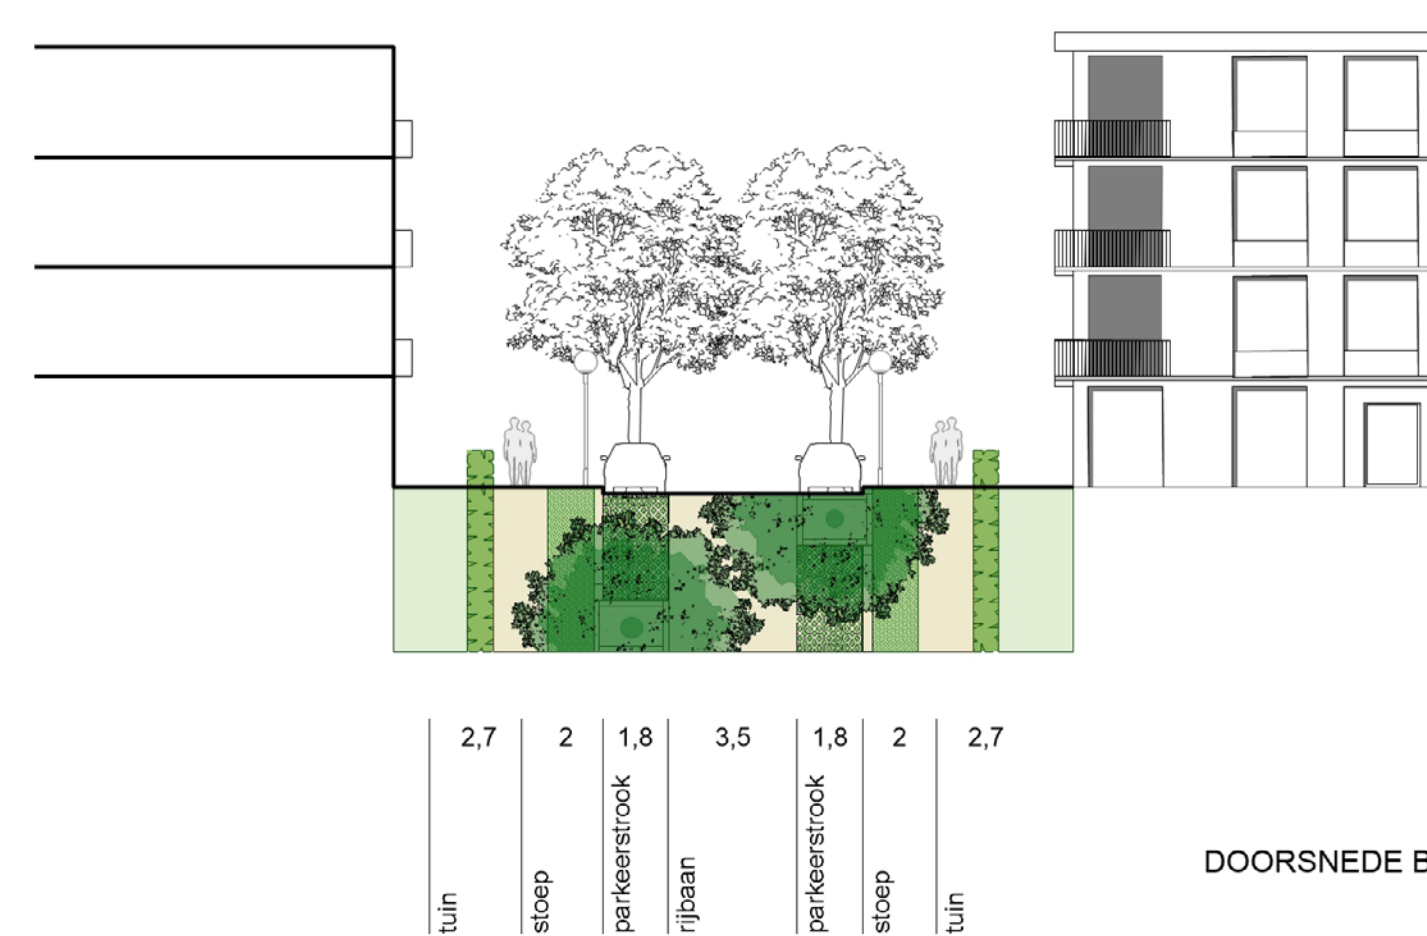 2,7 2 1,8 3,5 1,8 2 2,7
tuin
stoep
parkeerstrook
rijbaan
parkeerstrook
stoep
tuin
DOORSNEDE B